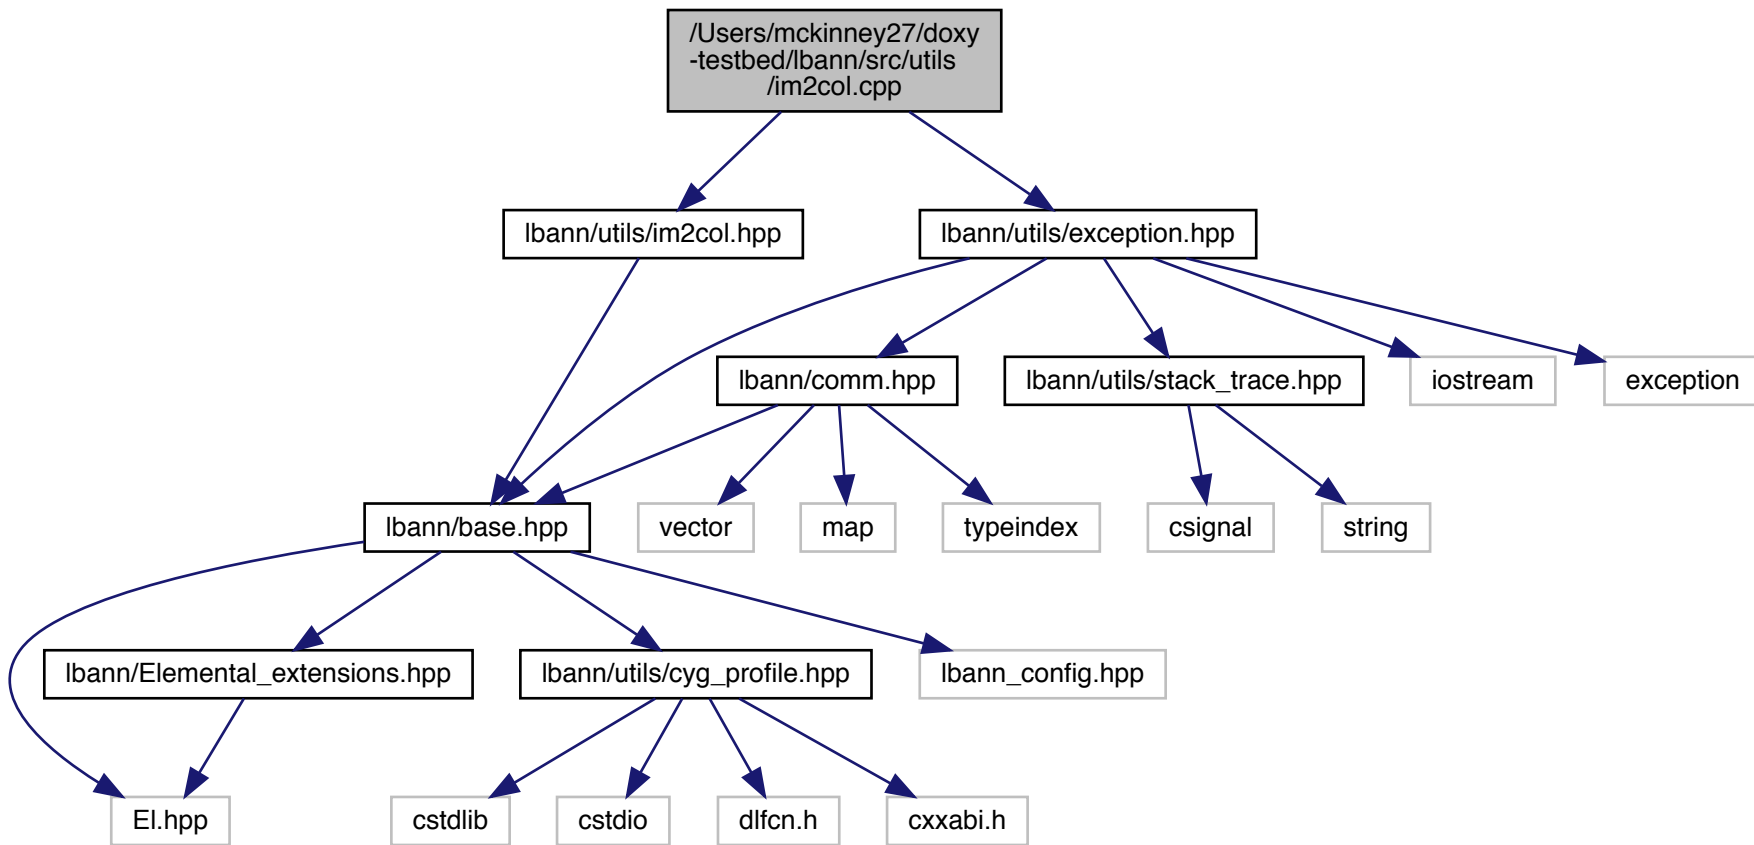 /Users/mckinney27/doxy
-testbed/lbann/src/utils
/im2col.cpp
lbann/utils/im2col.hpp
lbann/utils/exception.hpp
lbann/comm.hpp
lbann/utils/stack_trace.hpp
iostream
exception
lbann/base.hpp
vector
map
typeindex
csignal
string
lbann/Elemental_extensions.hpp
lbann/utils/cyg_profile.hpp
lbann_config.hpp
El.hpp
cstdlib
cstdio
dlfcn.h
cxxabi.h